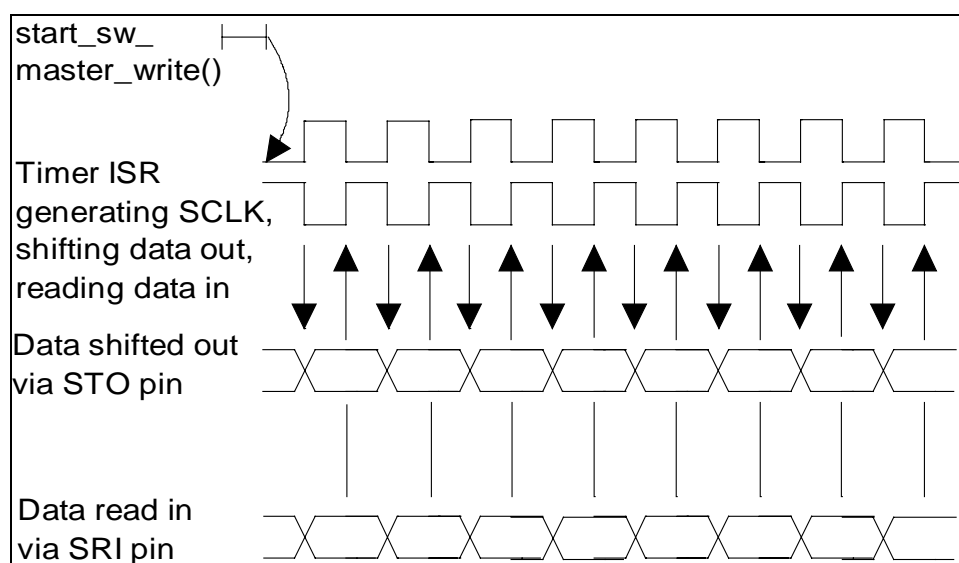 start_sw_
master_write()
Timer ISR
generating SCLK,
shifting data out,
reading data in
Data shifted out
via STO pin
Data read in
via SRI pin